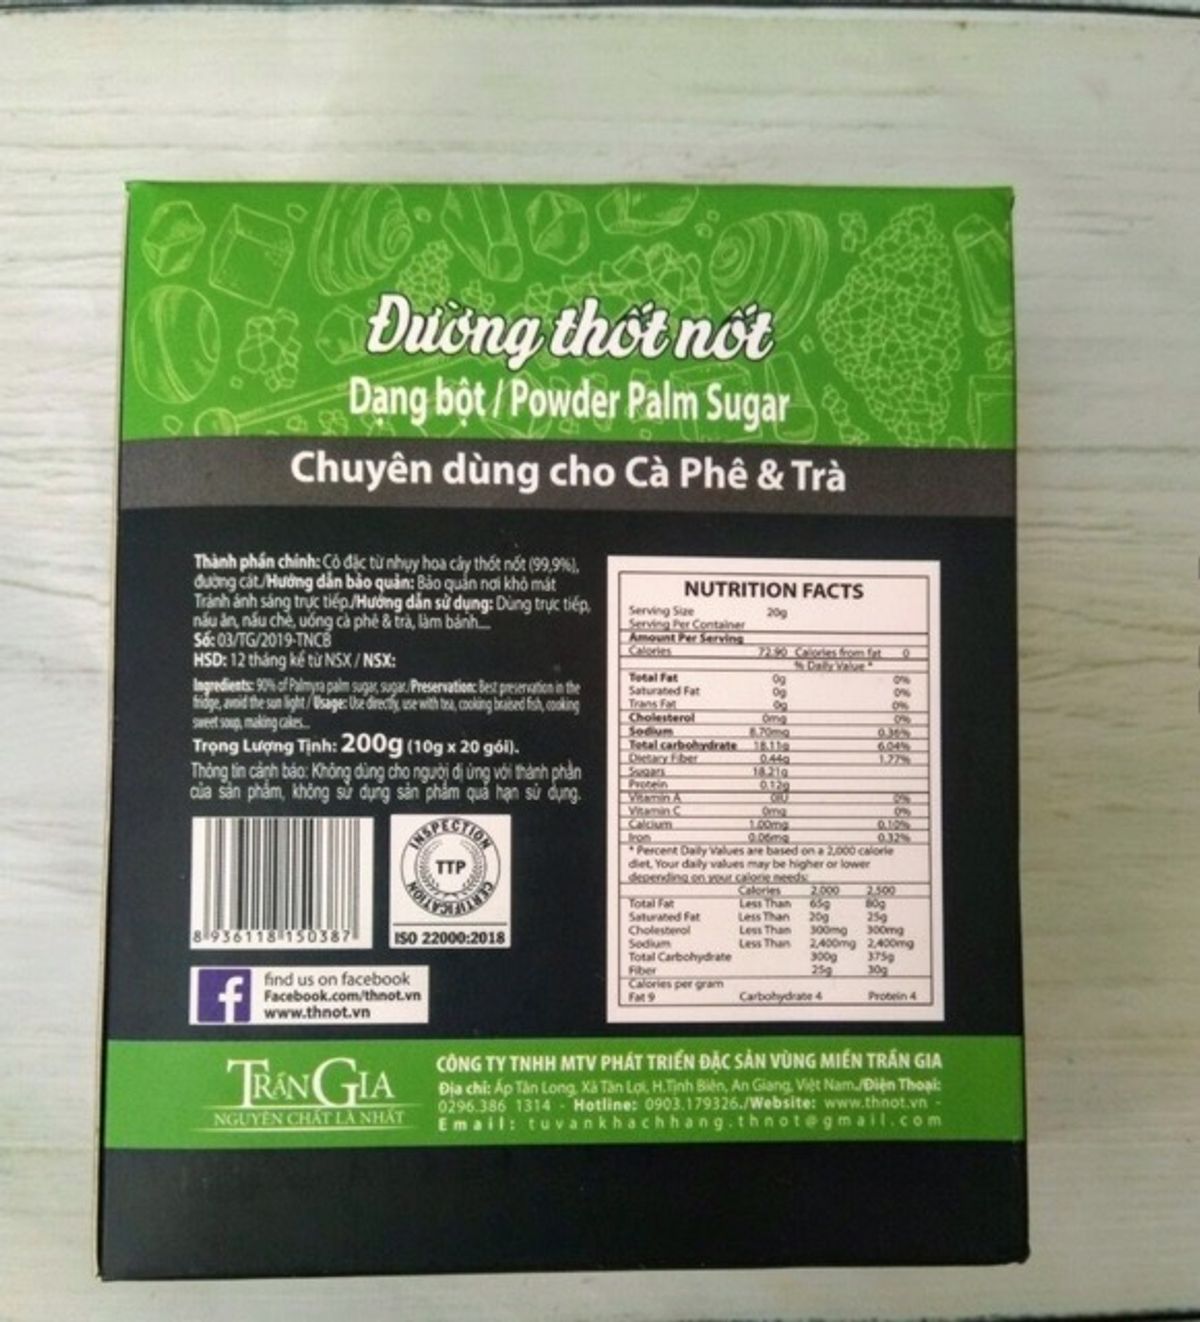 Đường thốt nốt
Dạng bột / Powder Palm Sugar
Chuyên dùng cho Cà Phê & Trà
Thành phần chính: Cô đặc từ nhụy hoa cây thốt nốt (99,9%),
đường cát./Hướng dẫn bảo quản: Bảo quản nơi khô mát
Tránh ánh sáng trực tiếp./Hướng dẫn sử dụng: Dùng trực tiếp,
nấu ăn, nấu chè, uống cà phê & trà, làm bánh....
Số: 03/TG/2019-TNCB
HSD: 12 tháng kể từ NSX / NSX:
Ingredients: 90% of Palmyra palm sugar, sugar./Preservation: Best preservation in the
fridge, avoid the sun light / Usage: Use directly, use with tea, cooking braised fish, cooking
sweet soup, making cakes...
Trọng Lượng Tịnh: 200g (10g x 20 gói).
Thông tin cảnh báo: Không dùng cho người dị ứng với thành phần
của sản phẩm, không sử dụng sản phẩm quá hạn sử dụng.
INSPECTION
TTP
CERTIFICATION
8 936118 150387
ISO 22000:2018
find us on facebook
Facebook.com/thnot.vn
www.thnot.vn
NUTRITION FACTS
Serving Size 20g
Serving Per Container
Amount Per Serving
Calories 72.90 Calories from fat 0
% Daily Value *
Total Fat 0g 0%
Saturated Fat 0g 0%
Trans Fat 0g 0%
Cholesterol 0mg 0%
Sodium 8.70mg 0.36%
Total carbohydrate 18.11g 6.04%
Dietary Fiber 0.44g 1.77%
Sugars 18.21g
Protein 0.12g
Vitamin A 0IU 0%
Vitamin C 0mg 0%
Calcium 1.00mg 0.10%
Iron 0.06mg 0.32%
* Percent Daily Values are based on a 2,000 calorie
diet, Your daily values may be higher or lower
depending on your calorie needs:
Calories 2,000 2,500
Total Fat Less Than 65g 80g
Saturated Fat Less Than 20g 25g
Cholesterol Less Than 300mg 300mg
Sodium Less Than 2,400mg 2,400mg
Total Carbohydrate 300g 375g
Fiber 25g 30g
Calories per gram
Fat 9 Carbohydrate 4 Protein 4
TRẦN GIA
NGUYÊN CHẤT LÀ NHẤT
CÔNG TY TNHH MTV PHÁT TRIỂN ĐẶC SẢN VÙNG MIỀN TRẦN GIA
Địa chỉ: Ấp Tân Long, Xã Tân Lợi, H.Tịnh Biên, An Giang, Việt Nam./Điện Thoại:
0296.386 1314 - Hotline: 0903.179326./Website: www.thnot.vn -
Email: tuvankhachhang.thnot@gmail.com